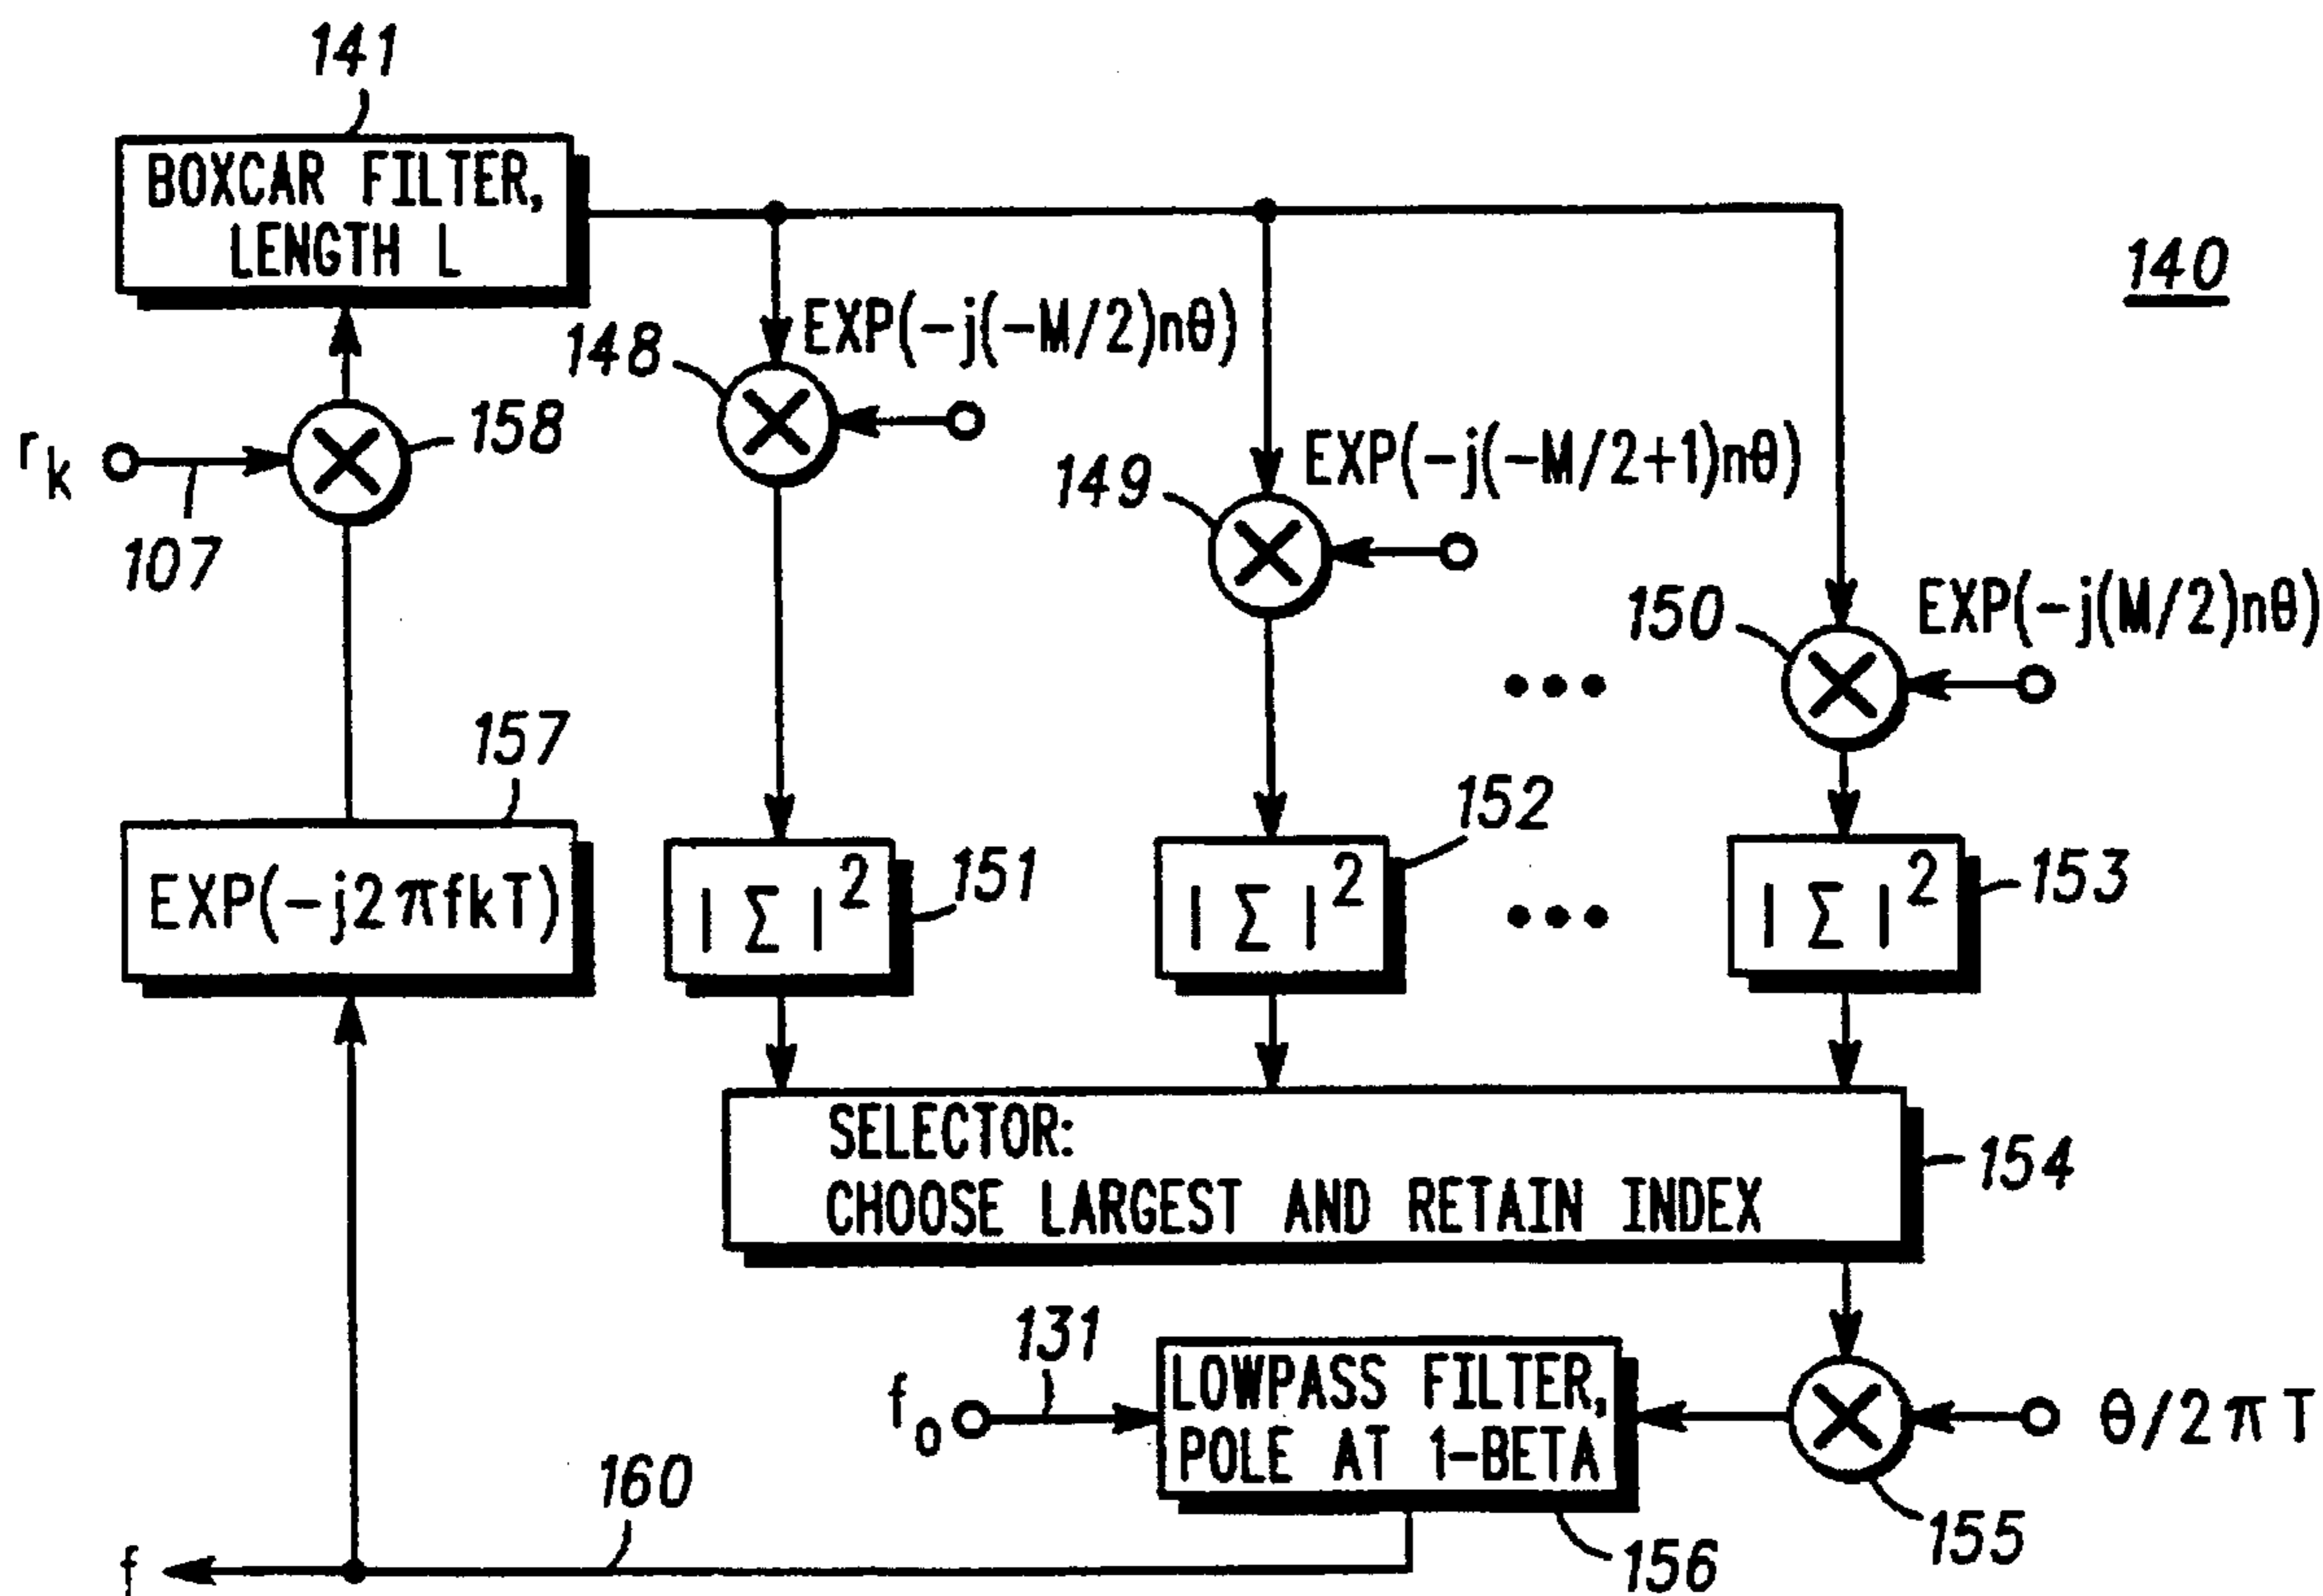 141
BOXCAR FILTER,
LENGTH L
140
EXP(-j(-M/2)nθ)
148
158
r k
107
EXP(-j(-M/2+1)nθ)
149
EXP(-j(M/2)nθ)
150
•••
157
EXP(-j2πfkT)
|Σ|²
151
|Σ|²
152
•••
|Σ|²
153
SELECTOR:
CHOOSE LARGEST AND RETAIN INDEX
154
131
f o
LOWPASS FILTER,
POLE AT 1-BETA
θ/2πT
155
156
160
f